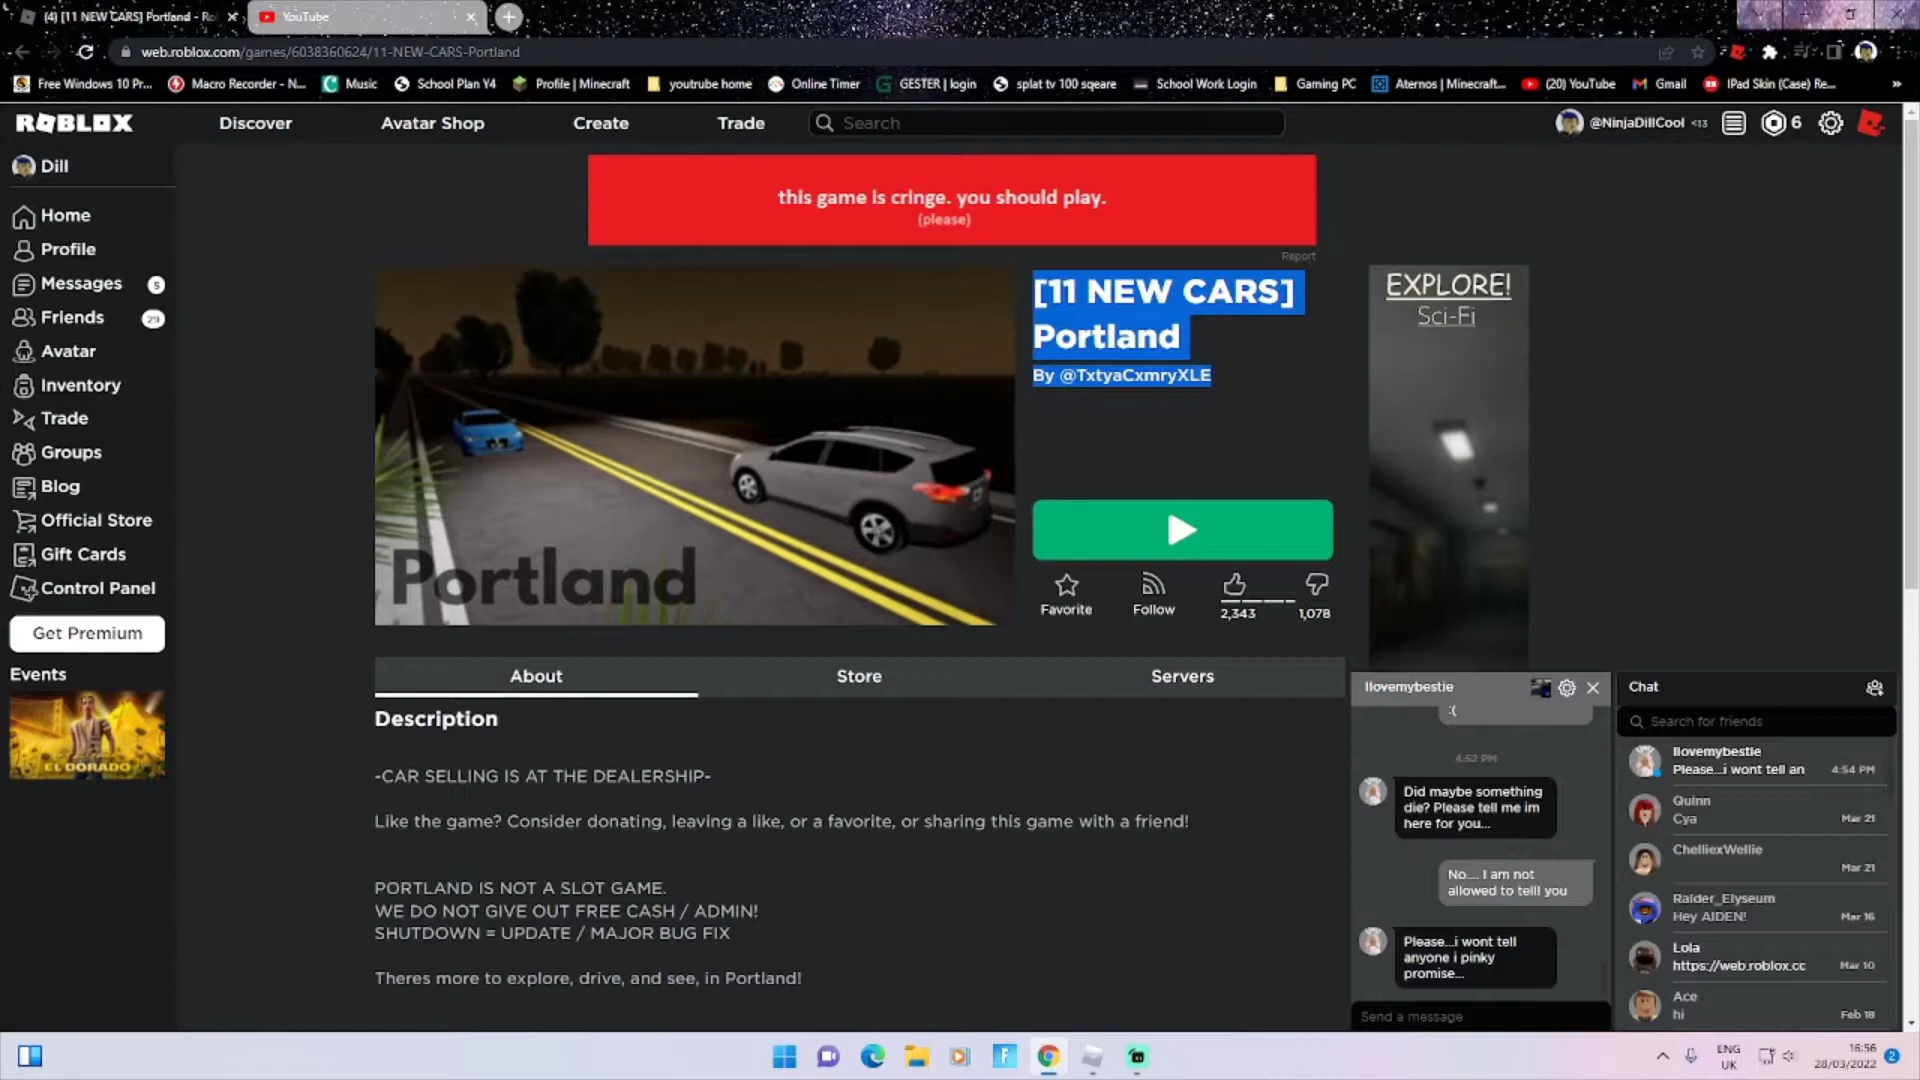 (4) [11 NEW CARS] Portland - Ro
YouTube
web.roblox.com/games/6038360624/11-NEW-CARS-Portland
Free Windows 10 Pr...
Macro Recorder - N...
Music
School Plan Y4
Profile | Minecraft
youtrube home
Online Timer
GESTER | login
splat tv 100 sqeare
School Work Login
Gaming PC
Aternos | Minecraft...
(20) YouTube
Gmail
IPad Skin (Case) Re...
»
ROBLOX
Discover
Avatar Shop
Create
Trade
Search
@NinjaDillCool <13
6
Dill
Home
Profile
Messages 5
Friends 29
Avatar
Inventory
Trade
Groups
Blog
Official Store
Gift Cards
Control Panel
Get Premium
Events
EL DORADO
this game is cringe. you should play.
(please)
Report
Portland
[11 NEW CARS]
Portland
By @TxtyaCxmryXLE
Favorite
Follow
2,343
1,078
EXPLORE!
Sci-Fi
About
Store
Servers
Description
-CAR SELLING IS AT THE DEALERSHIP-
Like the game? Consider donating, leaving a like, or a favorite, or sharing this game with a friend!
PORTLAND IS NOT A SLOT GAME.
WE DO NOT GIVE OUT FREE CASH / ADMIN!
SHUTDOWN = UPDATE / MAJOR BUG FIX
Theres more to explore, drive, and see, in Portland!
Ilovemybestie
:(
4:52 PM
Did maybe something
die? Please tell me im
here for you...
No.... I am not
allowed to telll you
Please...i wont tell
anyone i pinky
promise...
Send a message
Chat
Search for friends
Ilovemybestie
Please...i wont tell an 4:54 PM
Quinn
Cya Mar 21
ChelliexWellie
Mar 21
Raider_Elyseum
Hey AIDEN! Mar 16
Lola
https://web.roblox.cc Mar 10
Ace
hi Feb 18
ENG
UK
16:56
28/03/2022
2